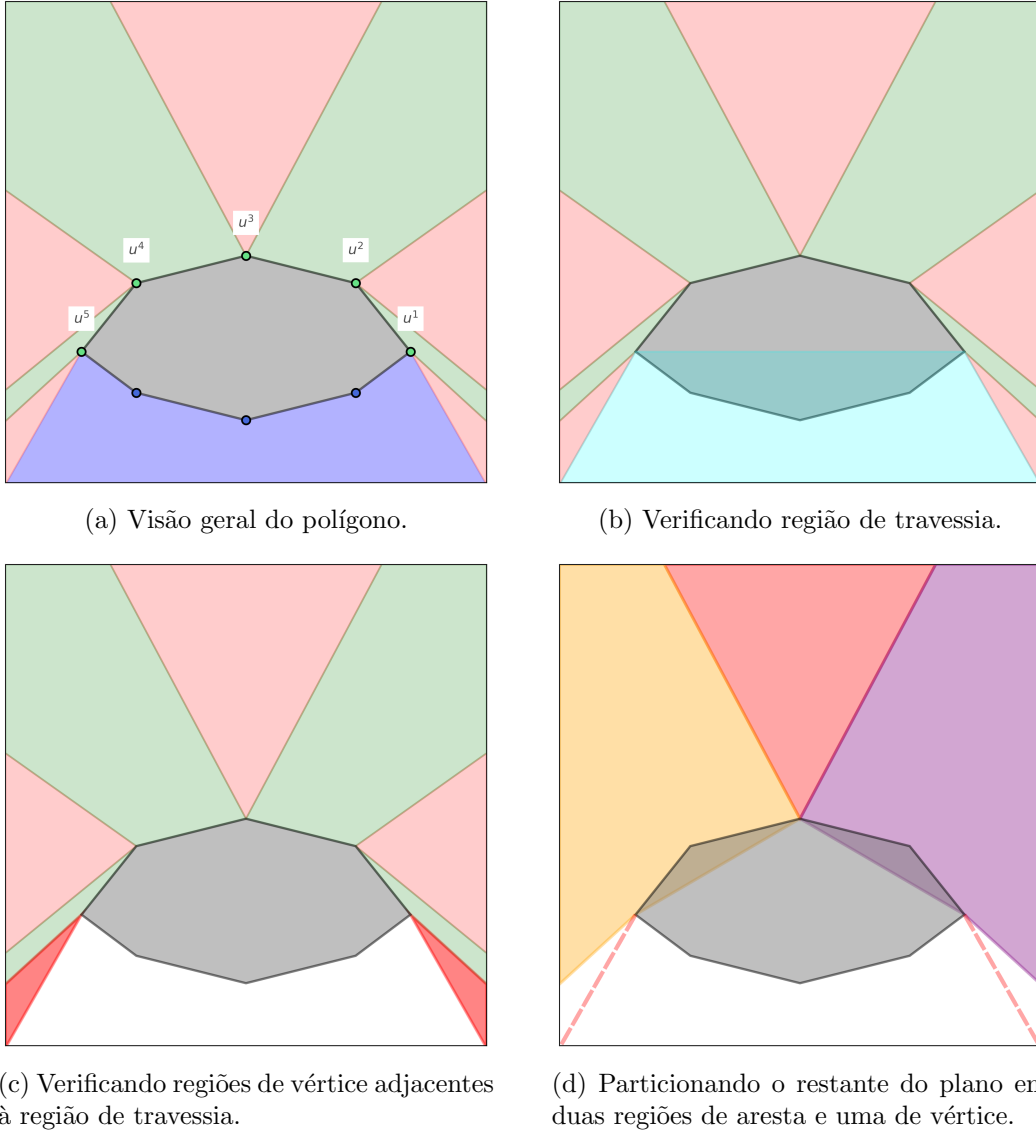 u³
u⁴
u²
u⁵
u¹
(a) Visão geral do polígono.
(b) Verificando região de travessia.
(c) Verificando regiões de vértice adjacentes
à região de travessia.
(d) Particionando o restante do plano em
duas regiões de aresta e uma de vértice.